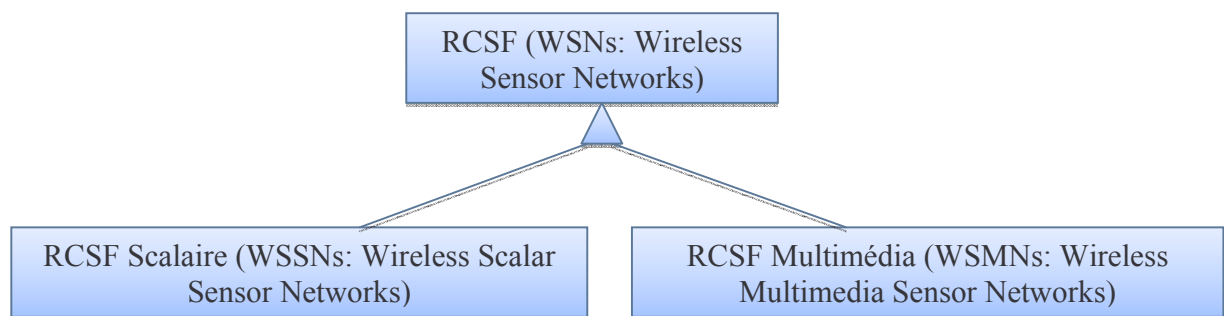 RCSF (WSNs: Wireless
Sensor Networks)
RCSF Scalaire (WSSNs: Wireless Scalar
Sensor Networks)
RCSF Multimédia (WSMNs: Wireless
Multimedia Sensor Networks)